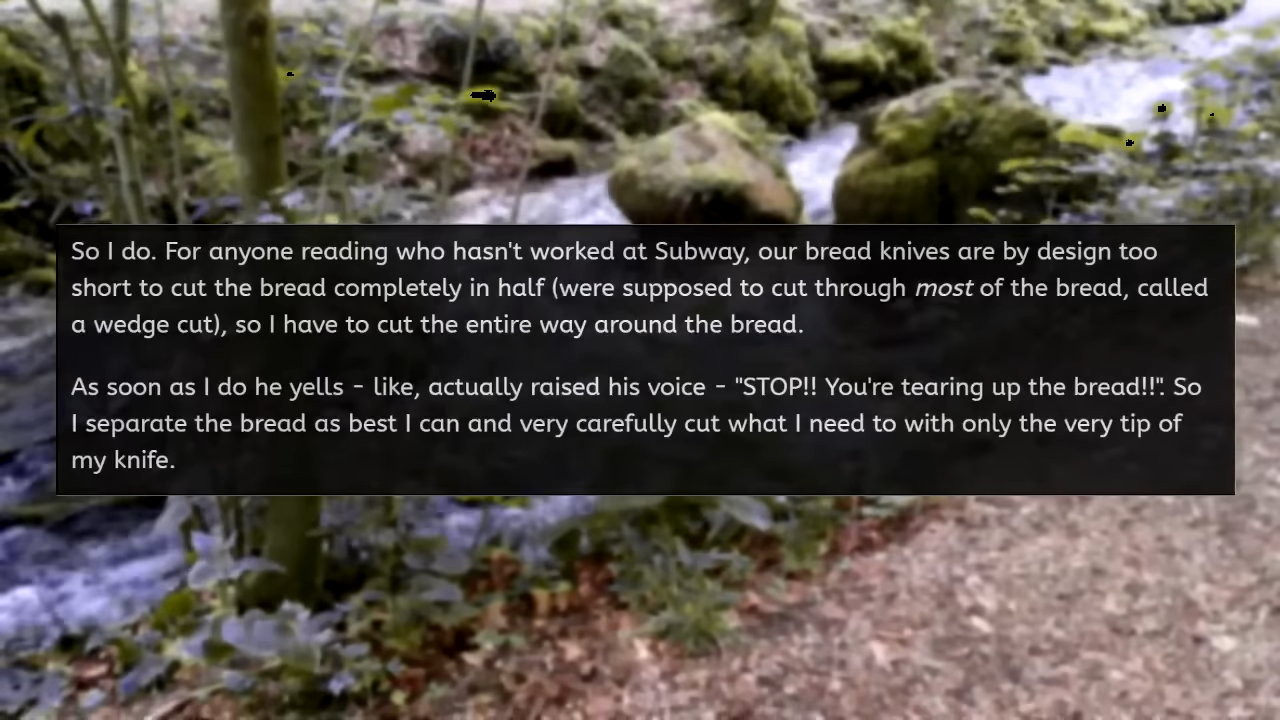 So I do. For anyone reading who hasn't worked at Subway, our bread knives are by design too
short to cut the bread completely in half (were supposed to cut through most of the bread, called
a wedge cut), so I have to cut the entire way around the bread.
As soon as I do he yells - like, actually raised his voice - "STOP!! You're tearing up the bread!!". So
I separate the bread as best I can and very carefully cut what I need to with only the very tip of
my knife.